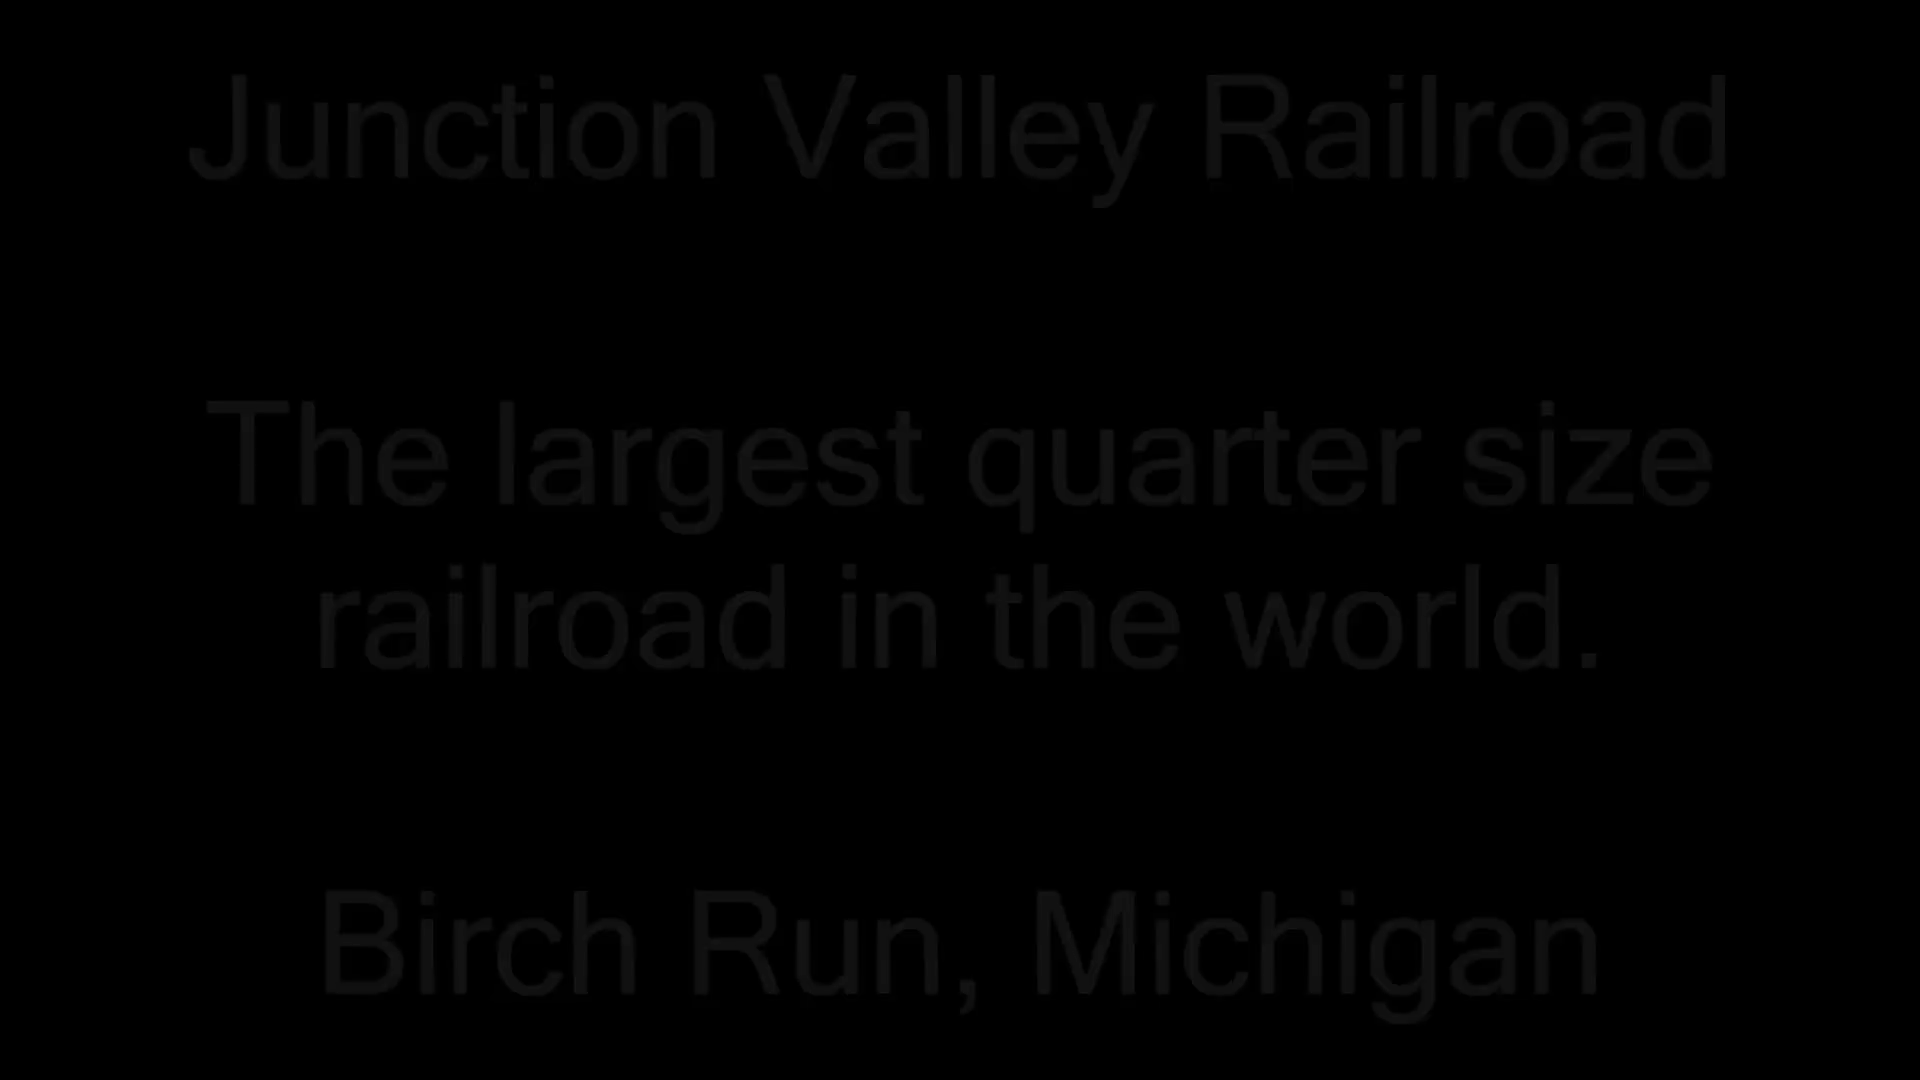 Junction Valley Railroad
The largest quarter size
railroad in the world.
Birch Run, Michigan